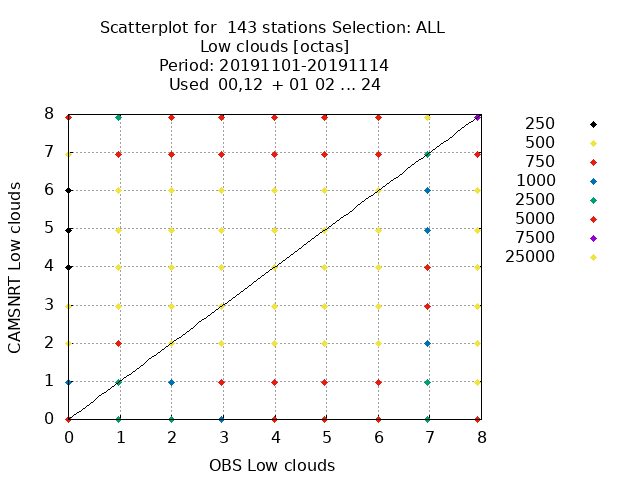 Scatterplot for  143 stations Selection: ALL
Low clouds [octas]
Period: 20191101-20191114
Used  00,12  + 01 02 ... 24
250
500
750
1000
2500
5000
7500
25000
8
7
6
5
4
3
2
1
0
CAMSNRT Low clouds
0 1 2 3 4 5 6 7 8
OBS Low clouds